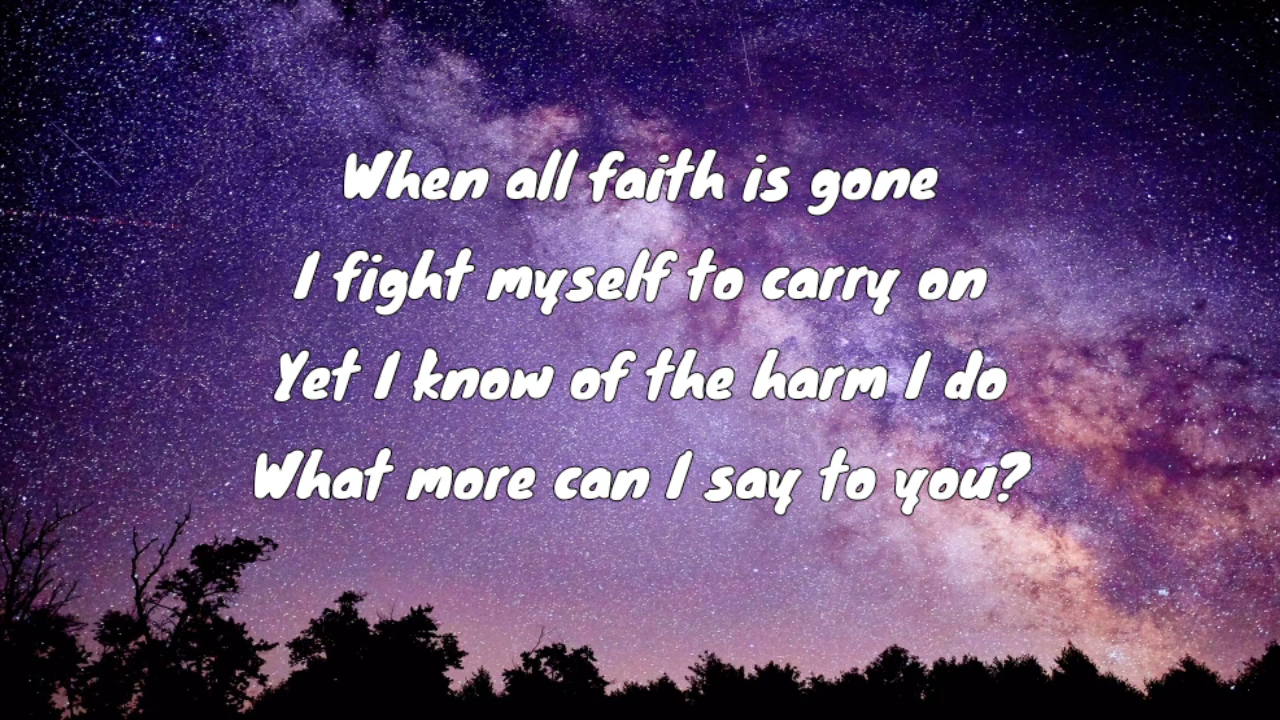 When all faith is gone
I fight myself to carry on
Yet I know of the harm I do
What more can I say to you?